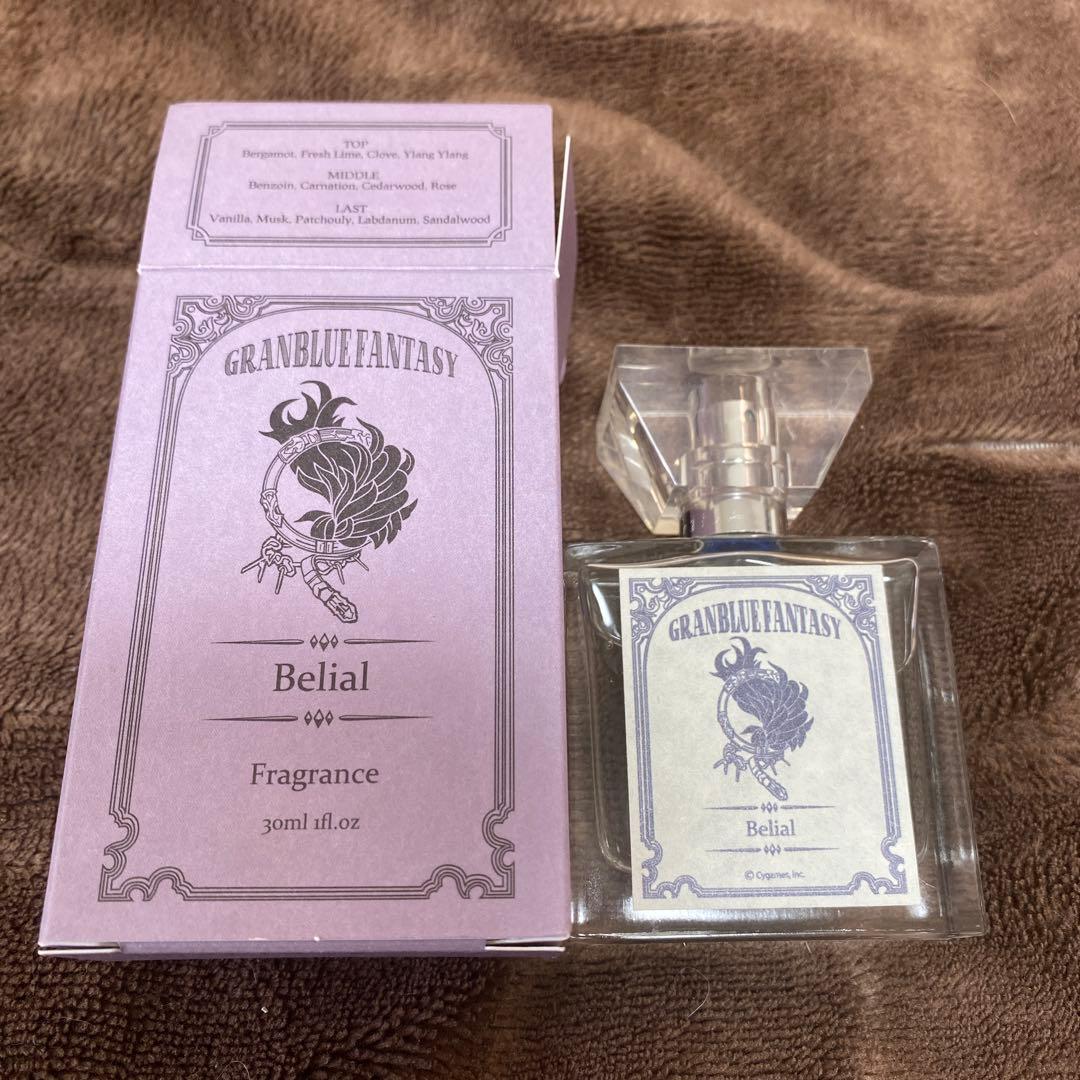 TOP
Bergamot, Fresh Lime, Clove, Ylang Ylang
MIDDLE
Benzoin, Carnation, Cedarwood, Rose
LAST
Vanilla, Musk, Patchouly, Labdanum, Sandalwood
GRANBLUE FANTASY
Belial
Fragrance
30ml 1fl.oz
GRANBLUE FANTASY
Belial
© Cygames, Inc.